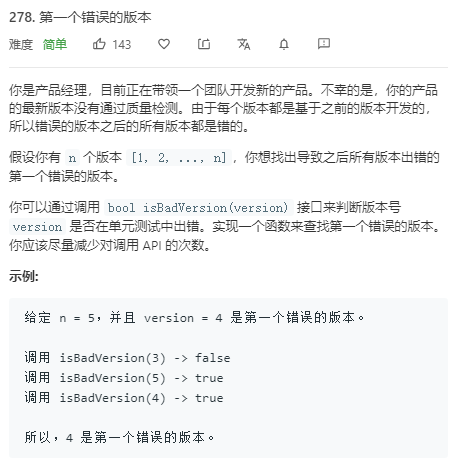 278. 第一个错误的版本
难度 简单 143
你是产品经理，目前正在带领一个团队开发新的产品。不幸的是，你的产品
的最新版本没有通过质量检测。由于每个版本都是基于之前的版本开发的，
所以错误的版本之后的所有版本都是错的。
假设你有 n 个版本 [1, 2, ..., n]，你想找出导致之后所有版本出错的
第一个错误的版本。
你可以通过调用 bool isBadVersion(version) 接口来判断版本号
version 是否在单元测试中出错。实现一个函数来查找第一个错误的版本。
你应该尽量减少对调用 API 的次数。
示例:
给定 n = 5，并且 version = 4 是第一个错误的版本。
调用 isBadVersion(3) -> false
调用 isBadVersion(5) -> true
调用 isBadVersion(4) -> true
所以，4 是第一个错误的版本。